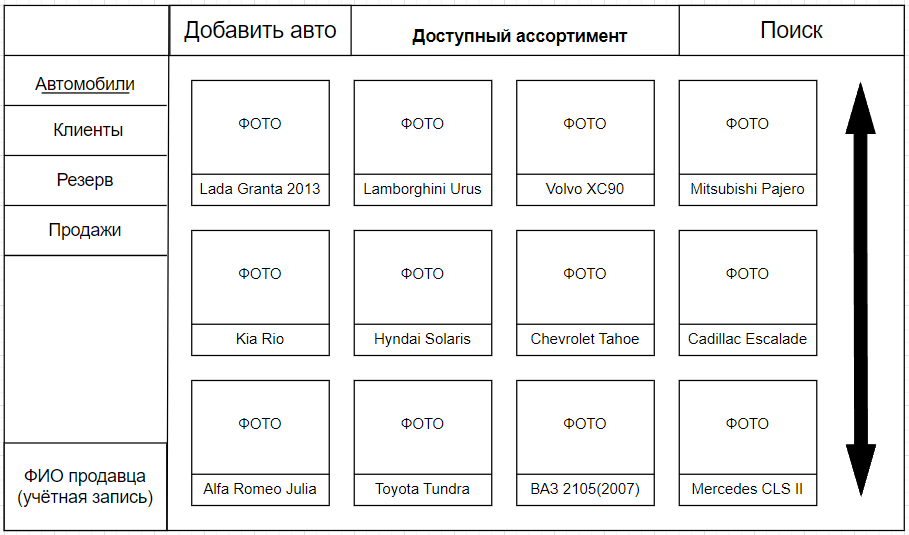 Добавить авто
Доступный ассортимент
Поиск
Автомобили
Клиенты
Резерв
Продажи
ФИО продавца
(учётная запись)
ФОТО
ФОТО
ФОТО
ФОТО
Lada Granta 2013
Lamborghini Urus
Volvo XC90
Mitsubishi Pajero
ФОТО
ФОТО
ФОТО
ФОТО
Kia Rio
Hyndai Solaris
Chevrolet Tahoe
Cadillac Escalade
ФОТО
ФОТО
ФОТО
ФОТО
Alfa Romeo Julia
Toyota Tundra
ВАЗ 2105(2007)
Mercedes CLS II